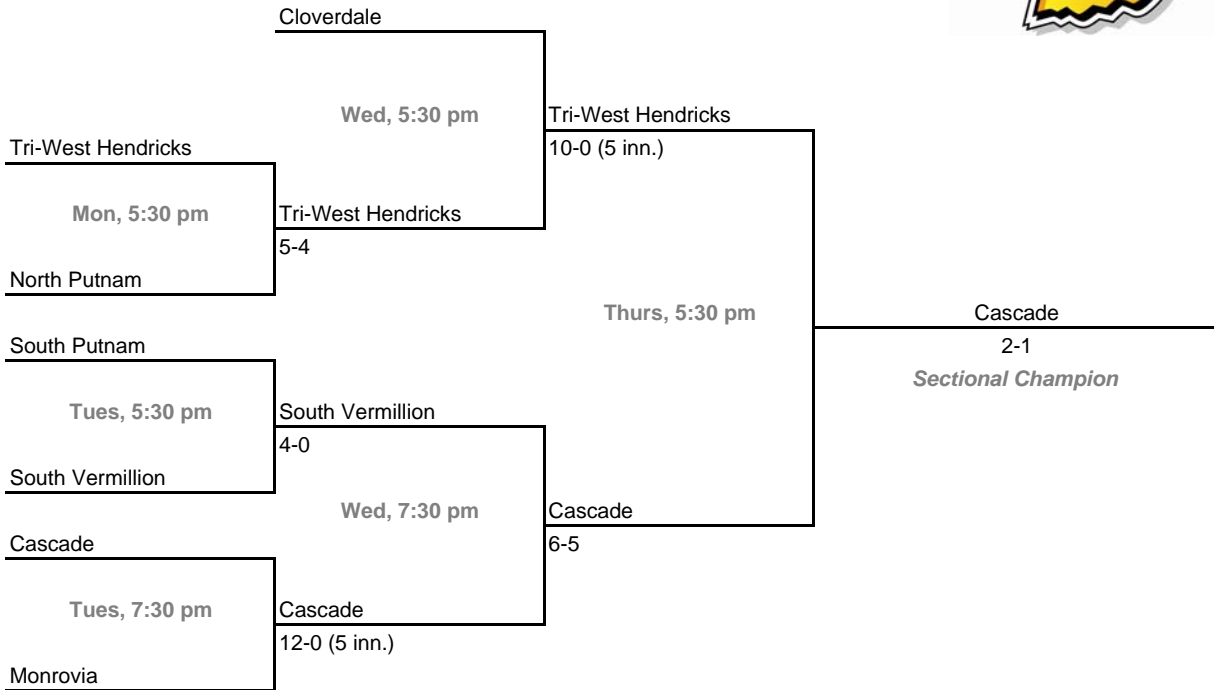 Cloverdale
Wed, 5:30 pm
Tri-West Hendricks
Tri-West Hendricks
10-0 (5 inn.)
Mon, 5:30 pm
Tri-West Hendricks
5-4
North Putnam
Thurs, 5:30 pm
Cascade
South Putnam
2-1
Sectional Champion
Tues, 5:30 pm
South Vermillion
4-0
South Vermillion
Wed, 7:30 pm
Cascade
Cascade
6-5
Tues, 7:30 pm
Cascade
12-0 (5 inn.)
Monrovia